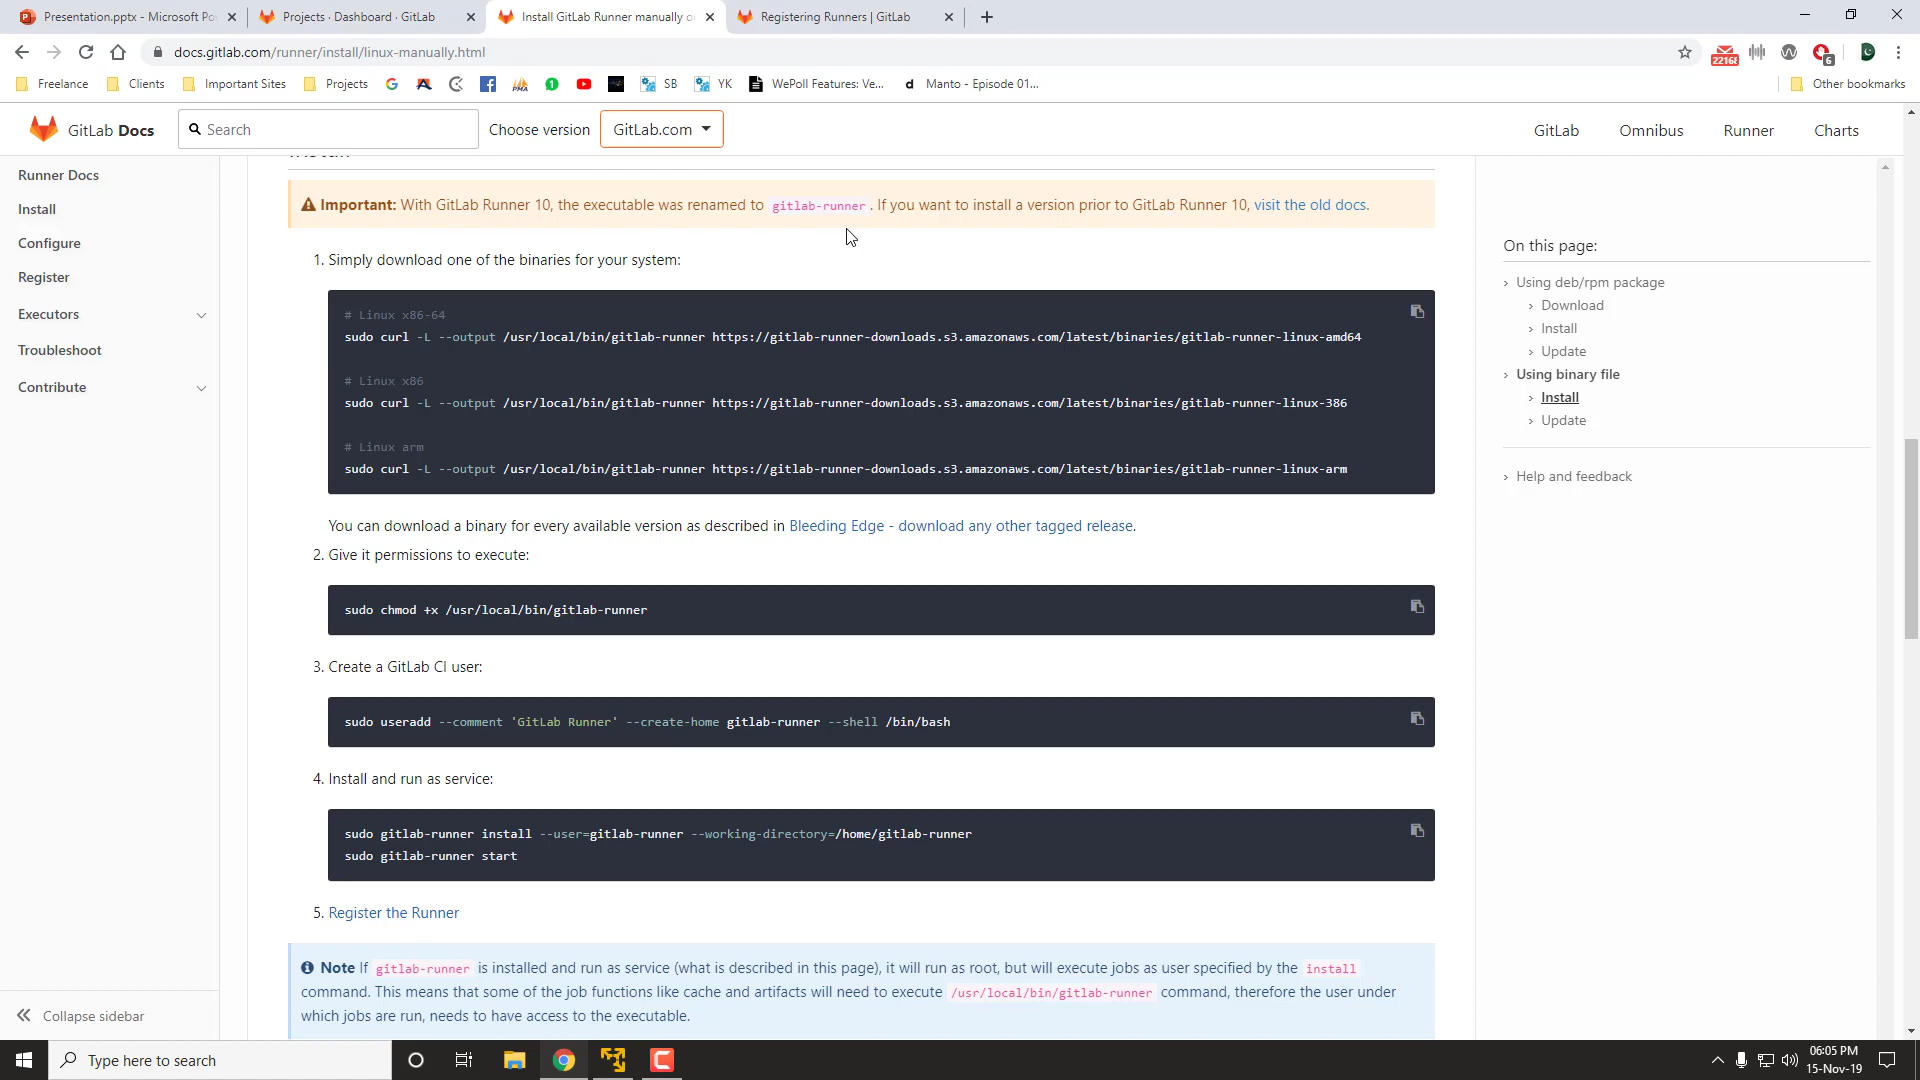 Presentation.pptx - Microsoft Po
Projects · Dashboard · GitLab
Install GitLab Runner manually o
Registering Runners | GitLab
docs.gitlab.com/runner/install/linux-manually.html
22168
6
Freelance
Clients
Important Sites
Projects
SB
YK
WePoll Features: Ve...
Manto - Episode 01...
Other bookmarks
GitLab Docs
Search
Choose version
GitLab.com
GitLab
Omnibus
Runner
Charts
Runner Docs
Install
Configure
Register
Executors
Troubleshoot
Contribute
Collapse sidebar
Install
Important: With GitLab Runner 10, the executable was renamed to gitlab-runner. If you want to install a version prior to GitLab Runner 10, visit the old docs.
1. Simply download one of the binaries for your system:
# Linux x86-64
sudo curl -L --output /usr/local/bin/gitlab-runner https://gitlab-runner-downloads.s3.amazonaws.com/latest/binaries/gitlab-runner-linux-amd64
# Linux x86
sudo curl -L --output /usr/local/bin/gitlab-runner https://gitlab-runner-downloads.s3.amazonaws.com/latest/binaries/gitlab-runner-linux-386
# Linux arm
sudo curl -L --output /usr/local/bin/gitlab-runner https://gitlab-runner-downloads.s3.amazonaws.com/latest/binaries/gitlab-runner-linux-arm
You can download a binary for every available version as described in Bleeding Edge - download any other tagged release.
2. Give it permissions to execute:
sudo chmod +x /usr/local/bin/gitlab-runner
3. Create a GitLab CI user:
sudo useradd --comment 'GitLab Runner' --create-home gitlab-runner --shell /bin/bash
4. Install and run as service:
sudo gitlab-runner install --user=gitlab-runner --working-directory=/home/gitlab-runner
sudo gitlab-runner start
5. Register the Runner
Note If gitlab-runner is installed and run as service (what is described in this page), it will run as root, but will execute jobs as user specified by the install
command. This means that some of the job functions like cache and artifacts will need to execute /usr/local/bin/gitlab-runner command, therefore the user under
which jobs are run, needs to have access to the executable.
On this page:
Using deb/rpm package
Download
Install
Update
Using binary file
Install
Update
Help and feedback
Type here to search
06:05 PM
15-Nov-19